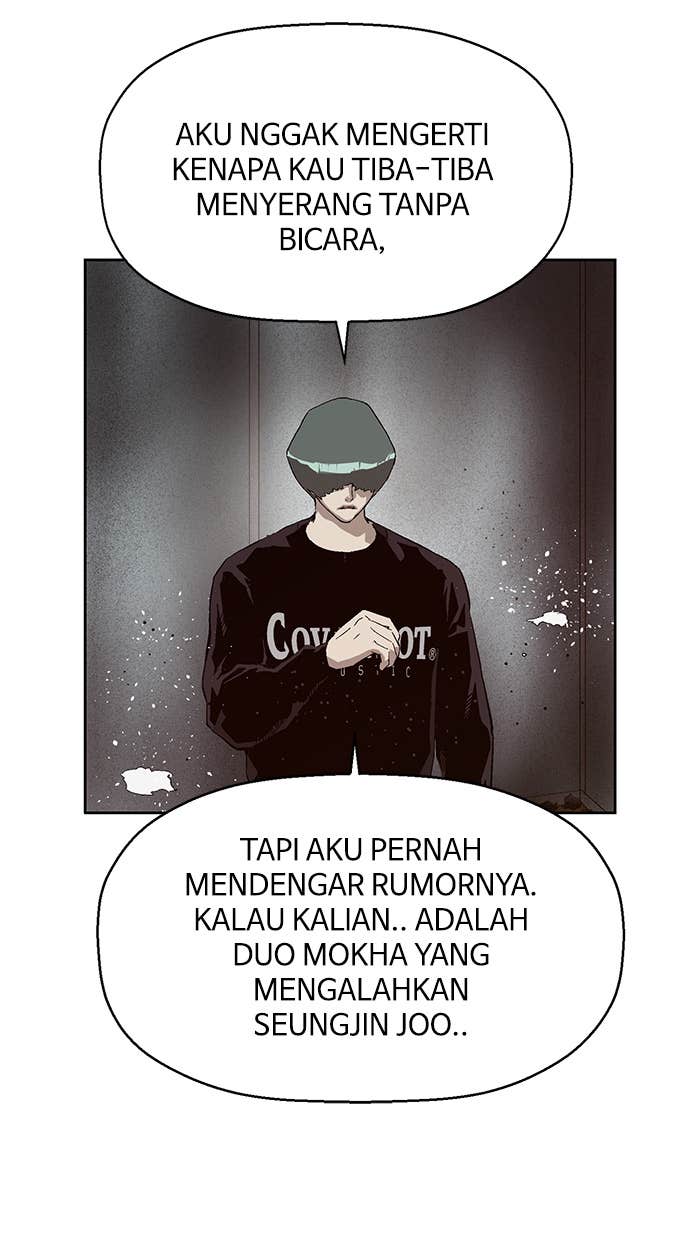 AKU NGGAK MENGERTI
KENAPA KAU TIBA-TIBA
MENYERANG TANPA
BICARA,
OT®
TAPI AKU PERNAH
MENDENGAR RUMORNYA.
KALAU KALIAN.. ADALAH
DUO MOKHA YANG
MENGALAHKAN
SEUNGJIN JOO..